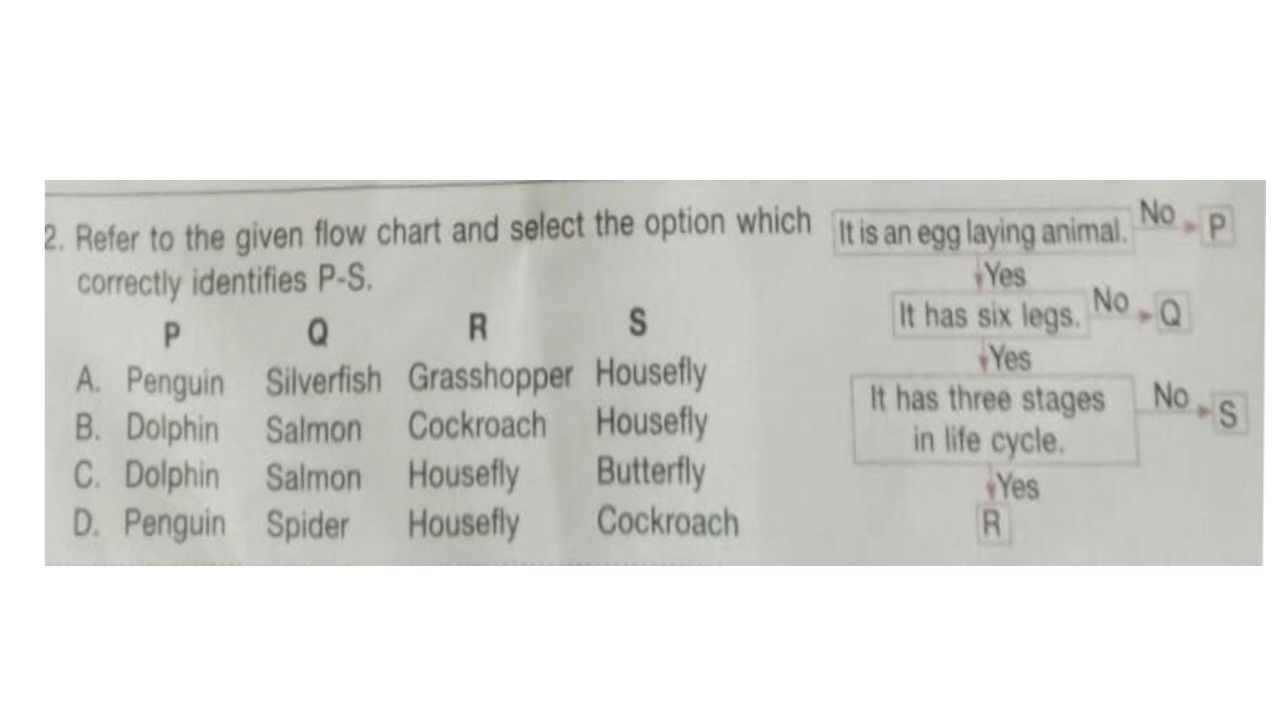 2. Refer to the given flow chart and select the option which
correctly identifies P-S.
P Q R S
A. Penguin Silverfish Grasshopper Housefly
B. Dolphin Salmon Cockroach Housefly
C. Dolphin Salmon Housefly Butterfly
D. Penguin Spider Housefly Cockroach
It is an egg laying animal. No P
Yes
It has six legs. No Q
Yes
It has three stages No S
in life cycle.
Yes
R